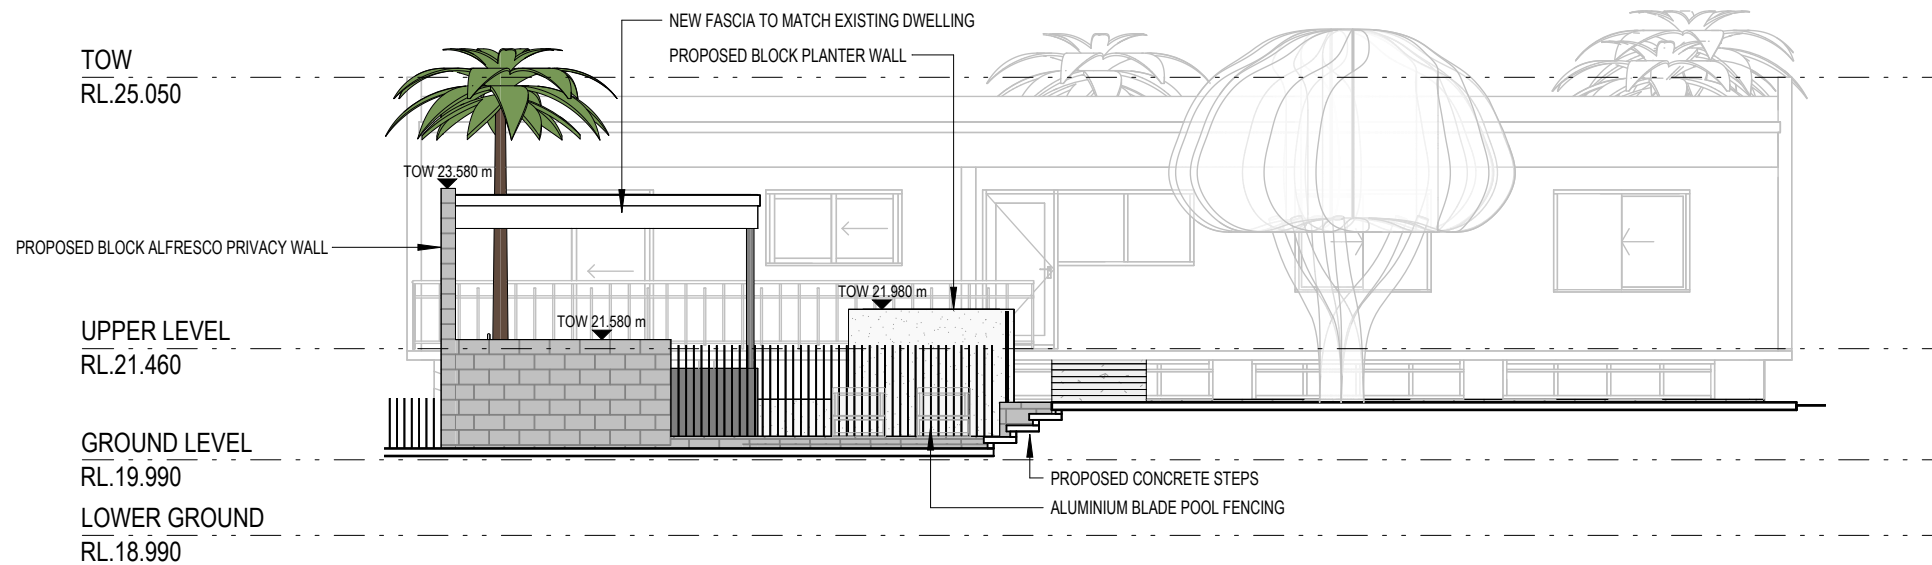 NEW FASCIA TO MATCH EXISTING DWELLING
TOW
PROPOSED BLOCK PLANTER WALL
RL.25.050
TOW 23.580 m
PROPOSED BLOCK ALFRESCO PRIVACY WALL
TOW 21.980 m
TOW 21.580 m
UPPER LEVEL
RL.21.460
GROUND LEVEL
RL.19.990
PROPOSED CONCRETE STEPS
ALUMINIUM BLADE POOL FENCING
LOWER GROUND
RL.18.990